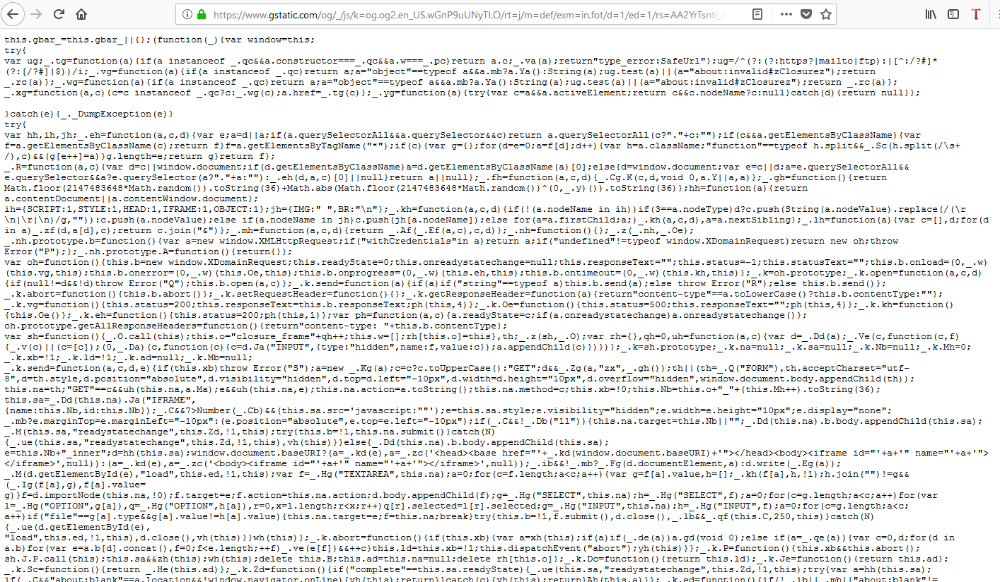 https://www.gstatic.com/og/_/js/k=og.og2.en_US.wGnP9uUNyTI.O/rt=j/m=def/exm=in,fot/d=1/ed=1/rs=AA2YrTsnti_A
this.gbar_=this.gbar_||{};(function(_){var window=this;
try{
var ug;_.tg=function(a){if(a instanceof _.qc&&a.constructor===_.qc&&a.w===_.pc)return a.o;_.va(a);return"type_error:SafeUrl"};ug=/^(?:(?:https?|mailto|ftp):|[^:/?#]*
(?:[/?#]|$))/i;_.vg=function(a){if(a instanceof _.qc)return a;a="object"==typeof a&&a.mb?a.Ya():String(a);ug.test(a)||(a="about:invalid#zClosurez");return
_.rc(a)};_.wg=function(a){if(a instanceof _.qc)return a;a="object"==typeof a&&a.mb?a.Ya():String(a);ug.test(a)||(a="about:invalid#zClosurez");return _.rc(a)};
_.xg=function(a,c){c=c instanceof _.qc?c:_.wg(c);a.href=_.tg(c)};_.yg=function(a){try{var c=a&&a.activeElement;return c&&c.nodeName?c:null}catch(d){return null}};
}catch(e){_._DumpException(e)}
try{
var hh,ih,jh;_.eh=function(a,c,d){var e;a=d||a;if(a.querySelectorAll&&a.querySelector&&c)return a.querySelectorAll(c?"."+c:"");if(c&&a.getElementsByClassName){var
f=a.getElementsByClassName(c);return f}f=a.getElementsByTagName("*");if(c){var g={};for(d=e=0;a=f[d];d++){var h=a.className;"function"==typeof h.split&&_.Sc(h.split(/\s+
/),c)&&(g[e++]=a)}g.length=e;return g}return f};
_.R=function(a,c){var d=c||window.document;if(d.getElementsByClassName)a=d.getElementsByClassName(a)[0];else{d=window.document;var e=c||d;a=e.querySelectorAll&&
e.querySelector&&a?e.querySelector(a?"."+a:""):_.eh(d,a,c)[0]||null}return a||null};_.fh=function(a,c,d){_.Cg.K(c,d,void 0,a.Y||a,a)};_.gh=function(){return
Math.floor(2147483648*Math.random()).toString(36)+Math.abs(Math.floor(2147483648*Math.random())^(0,_.y)()).toString(36)};hh=function(a){return
a.contentDocument||a.contentWindow.document};
ih={SCRIPT:1,STYLE:1,HEAD:1,IFRAME:1,OBJECT:1};jh={IMG:" ",BR:"\n"};_.kh=function(a,c,d){if(!(a.nodeName in ih))if(3==a.nodeType)d?c.push(String(a.nodeValue).replace(/(\r
\n|\r|\n)/g,"")):c.push(a.nodeValue);else if(a.nodeName in jh)c.push(jh[a.nodeName]);else for(a=a.firstChild;a;)_.kh(a,c,d),a=a.nextSibling};_.lh=function(a){var c=[],d;for(d
in a)_.zf(d,a[d],c);return c.join("&")};_.mh=function(a,c,d){return _.Af(_.Ef(a,c),c,d)};_.nh=function(){};_.z(_.nh,_.Oe);
_.nh.prototype.b=function(){var a=new window.XMLHttpRequest;if("withCredentials"in a)return a;if("undefined"!=typeof window.XDomainRequest)return new oh;throw
Error("P");};_.nh.prototype.A=function(){return{}};
var oh=function(){this.b=new window.XDomainRequest;this.readyState=0;this.onreadystatechange=null;this.responseText="";this.status=-1;this.statusText="";this.b.onload=(0,_.w)
(this.vg,this);this.b.onerror=(0,_.w)(this.Oe,this);this.b.onprogress=(0,_.w)(this.eh,this);this.b.ontimeout=(0,_.w)(this.kh,this)};_.k=oh.prototype;_.k.open=function(a,c,d)
{if(null!=d&&!d)throw Error("Q");this.b.open(a,c)};_.k.send=function(a){if(a)if("string"==typeof a)this.b.send(a);else throw Error("R");else this.b.send()};
_.k.abort=function(){this.b.abort()};_.k.setRequestHeader=function(){};_.k.getResponseHeader=function(a){return"content-type"==a.toLowerCase()?this.b.contentType:""};
_.k.vg=function(){this.status=200;this.responseText=this.b.responseText;ph(this,4)};_.k.Oe=function(){this.status=500;this.responseText="";ph(this,4)};_.k.kh=function()
{this.Oe()};_.k.eh=function(){this.status=200;ph(this,1)};var ph=function(a,c){a.readyState=c;if(a.onreadystatechange)a.onreadystatechange()};
oh.prototype.getAllResponseHeaders=function(){return"content-type: "+this.b.contentType};
var sh=function(){_.O.call(this);this.o="closure_frame"+qh++;this.w=[];rh[this.o]=this},th;_.z(sh,_.O);var rh={},qh=0,uh=function(a,c){var d=_.Dd(a);_.Ve(c,function(c,f)
{_.v(c)||(c=[c]);(0,_.Da)(c,function(c){c=d.Ja("INPUT",{type:"hidden",name:f,value:c});a.appendChild(c)})})};_.k=sh.prototype;_.k.na=null;_.k.sa=null;_.k.Nb=null;_.k.Mh=0;
_.k.xb=!1;_.k.ld=!1;_.k.ad=null;_.k.Mb=null;
_.k.send=function(a,c,d,e){if(this.xb)throw Error("S");a=new _.Kg(a);c=c?c.toUpperCase():"GET";d&&_.Zg(a,"zx",_.gh());th||(th=_.Q("FORM"),th.acceptCharset="utf-
8",d=th.style,d.position="absolute",d.visibility="hidden",d.top=d.left="-10px",d.width=d.height="10px",d.overflow="hidden",window.document.body.appendChild(th));
this.na=th;"GET"==c&&uh(this.na,a.Ma);e&&uh(this.na,e);this.na.action=a.toString();this.na.method=c;this.xb=!0;this.Nb=this.o+"_"+(this.Mh++).toString(36);
this.sa=_.Dd(this.na).Ja("IFRAME",
{name:this.Nb,id:this.Nb});_.C&&7>Number(_.Cb)&&(this.sa.src='javascript:""');e=this.sa.style;e.visibility="hidden";e.width=e.height="10px";e.display="none";
_.mb?e.marginTop=e.marginLeft="-10px":(e.position="absolute",e.top=e.left="-10px");if(_.C&&!_.Db("11")){this.na.target=this.Nb||"";_.Dd(this.na).b.body.appendChild(this.sa);
_.M(this.sa,"readystatechange",this.Zd,!1,this);try{this.b=!1,this.na.submit()}catch(N)
{_.ue(this.sa,"readystatechange",this.Zd,!1,this),vh(this)}}else{_.Dd(this.na).b.body.appendChild(this.sa);
e=this.Nb+"_inner";d=hh(this.sa);window.document.baseURI?(a=_.kd(e),a=_.zc('<head><base href="'+_.kd(window.document.baseURI)+'"></head><body><iframe id="'+a+'" name="'+a+'">
</iframe>',null)):(a=_.kd(e),a=_.zc('<body><iframe id="'+a+'" name="'+a+'"></iframe>',null));_.ib&&!_.mb?_.Fg(d.documentElement,a):d.write(_.Eg(a));
_.M(d.getElementById(e),"load",this.ed,!1,this);var f=_.Hg("TEXTAREA",this.na);a=0;for(c=f.length;a<c;a++){var g=f[a].value,h=[];_.kh(f[a],h,!1);h.join("")!=g&&
(_.Ig(f[a],g),f[a].value=
g)}f=d.importNode(this.na,!0);f.target=e;f.action=this.na.action;d.body.appendChild(f);g=_.Hg("SELECT",this.na);h=_.Hg("SELECT",f);a=0;for(c=g.length;a<c;a++)for(var
l=_.Hg("OPTION",g[a]),q=_.Hg("OPTION",h[a]),r=0,x=l.length;r<x;r++)q[r].selected=l[r].selected;g=_.Hg("INPUT",this.na);h=_.Hg("INPUT",f);a=0;for(c=g.length;a<c;
a++)if("file"==g[a].type&&g[a].value!=h[a].value){this.na.target=e;f=this.na;break}try{this.b=!1,f.submit(),d.close(),_.lb&&_.qf(this.C,250,this)}catch(N)
{_.ue(d.getElementById(e),
"load",this.ed,!1,this),d.close(),vh(this)}}wh(this)};_.k.abort=function(){if(this.xb){var a=xh(this);if(a)if(_.de(a))a.gd(void 0);else if(a=_.qe(a)){var c=0,d;for(d in
a.b)for(var e=a.b[d].concat(),f=0;f<e.length;++f)_.ve(e[f])&&++c}this.ld=this.xb=!1;this.dispatchEvent("abort");yh(this)}};_.k.P=function(){this.xb&&this.abort();
sh.J.P.call(this);this.sa&&zh(this);wh(this);delete this.B;this.ad=this.na=null;delete rh[this.o]};_.k.Dc=function(){return this.ld};_.k.Je=function(){return this.ad};
_.k.Sc=function(){return _.He(this.ad)};_.k.Zd=function(){if("complete"==this.sa.readyState){_.ue(this.sa,"readystatechange",this.Zd,!1,this);try{var a=hh(this.sa);
if(_.C&&"about:blank"==a.location&&!window.navigator.onLine){vh(this);return}}catch(c){vh(this);return}Ah(this,a)}};_.k.ed=function(){if(!_.ib||_.mb||"about:blank"!=